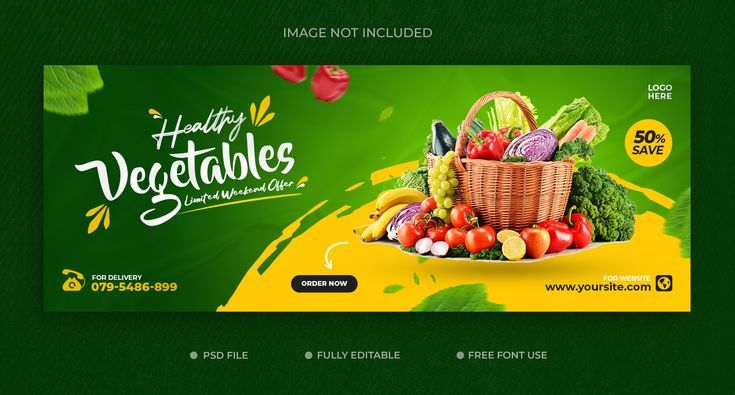 IMAGE NOT INCLUDED
LOGO
HERE
Healthy
Vegetables
Limited Weekend Offer
50%
SAVE
FOR DELIVERY
079-5486-899
ORDER NOW
FOR WEBSITE
www.yoursite.com
PSD FILE
FULLY EDITABLE
FREE FONT USE